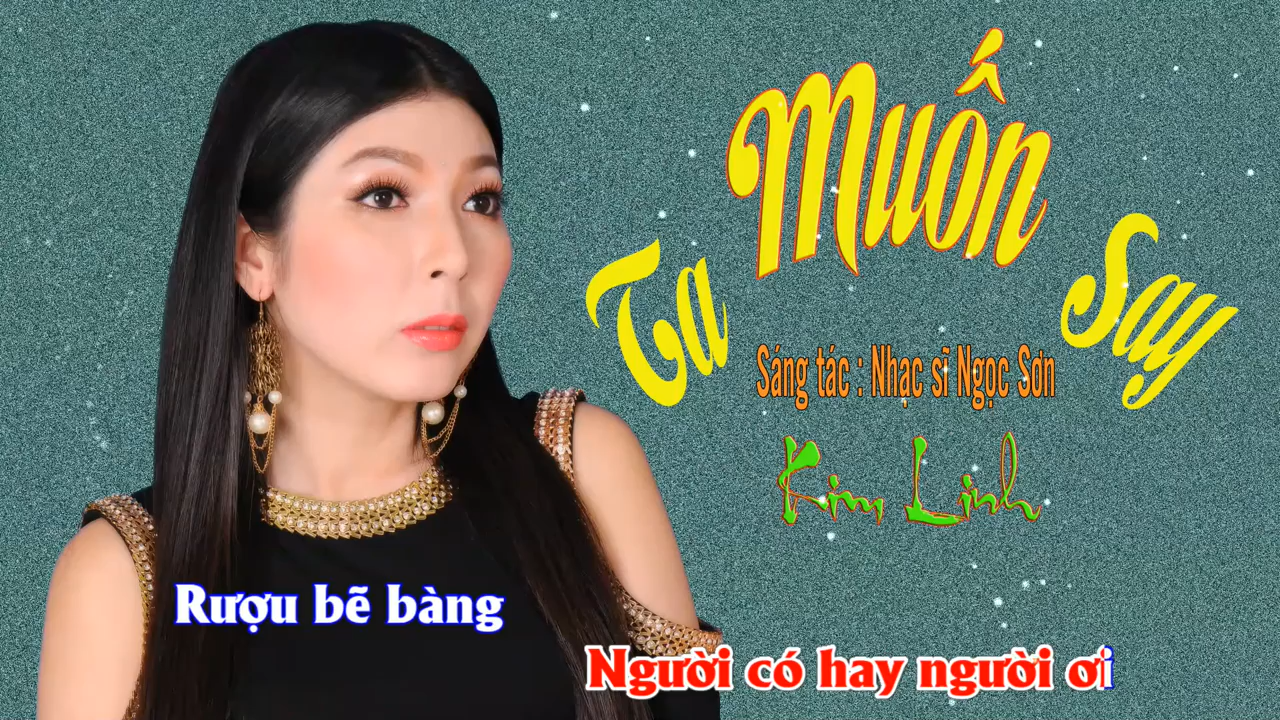 Ta Muốn Say
Sáng tác : Nhạc sĩ Ngọc Sơn
Kim Linh
Rượu bẽ bàng
Người có hay người ơi